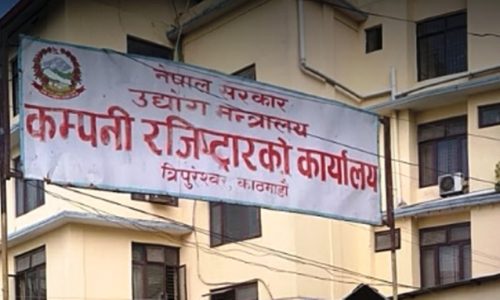 नेपाल सरकार
उद्योग मन्त्रालय
कम्पनी रजिष्ट्रारको कार्यालय
त्रिपुरेश्वर, काठमाडौं